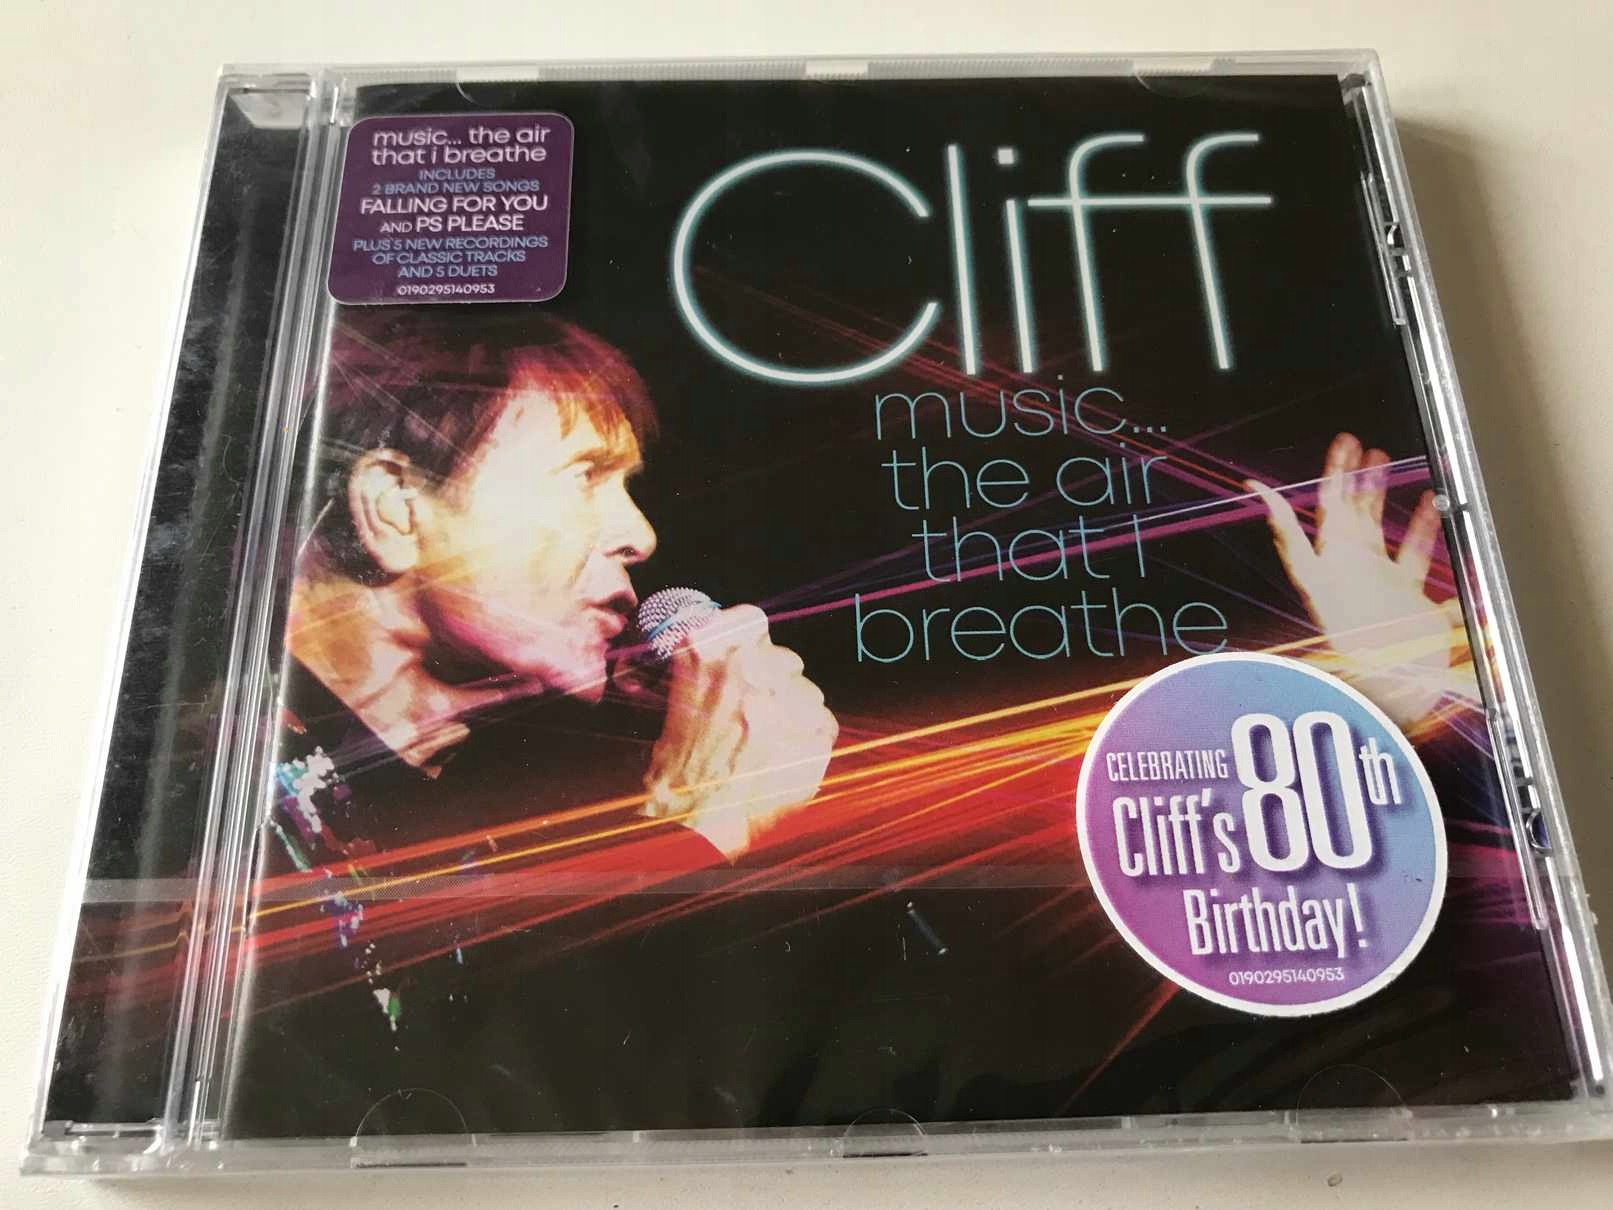 music... the air
that i breathe
INCLUDES
2 BRAND NEW SONGS
FALLING FOR YOU
AND PS PLEASE
PLUS 5 NEW RECORDINGS
OF CLASSIC TRACKS
AND 5 DUETS
0190295140953
Cliff
music...
the air
that I
breathe
CELEBRATING
Cliff's 80th
Birthday!
0190295140953